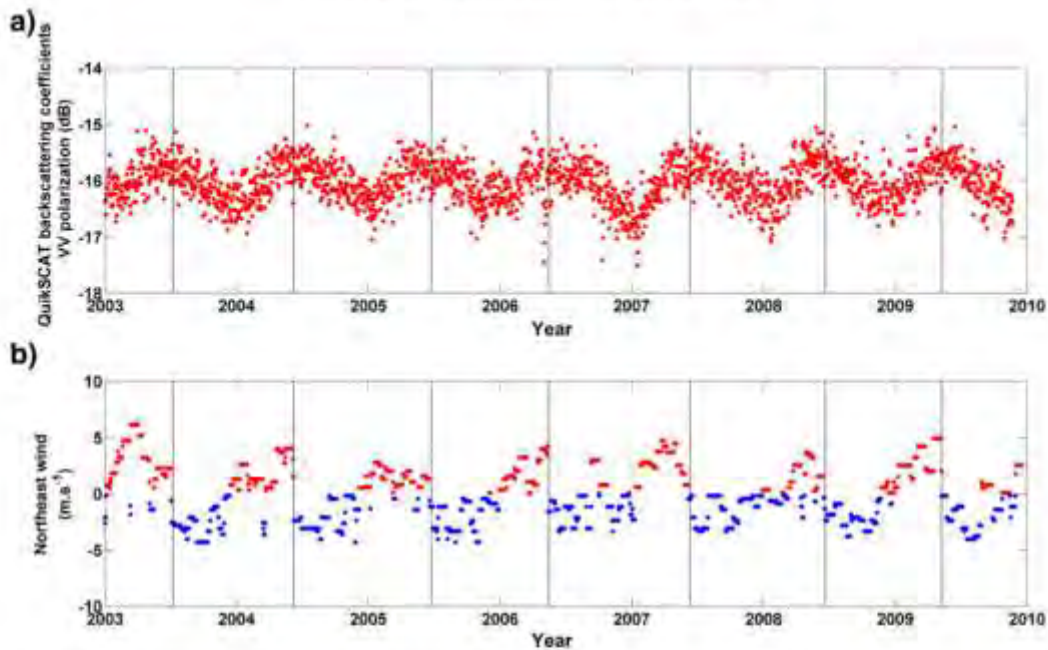 a)
QuikSCAT backscattering coefficients
VV polarization (dB)
-14
-15
-16
-17
-18
2003 2004 2005 2006 2007 2008 2009 2010
Year
b)
Northeast wind
(m.s⁻¹)
10
5
0
-5
-10
2003 2004 2005 2006 2007 2008 2009 2010
Year